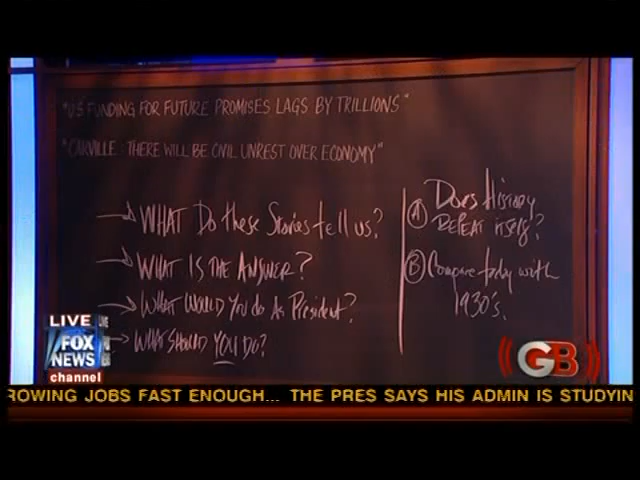 "US FUNDING FOR FUTURE PROMISES LAGS BY TRILLIONS"
"CARVILLE: THERE WILL BE CIVIL UNREST OVER ECONOMY"
WHAT Do these Stories tell us?
WHAT IS THE ANSWER?
WHAT WOULD YOU do As President?
WHAT SHOULD YOU DO?
A Does History
REPEAT itself?
B Compare today with
1930's.
LIVE
FOX
NEWS
channel
GB
ROWING JOBS FAST ENOUGH... THE PRES SAYS HIS ADMIN IS STUDYIN